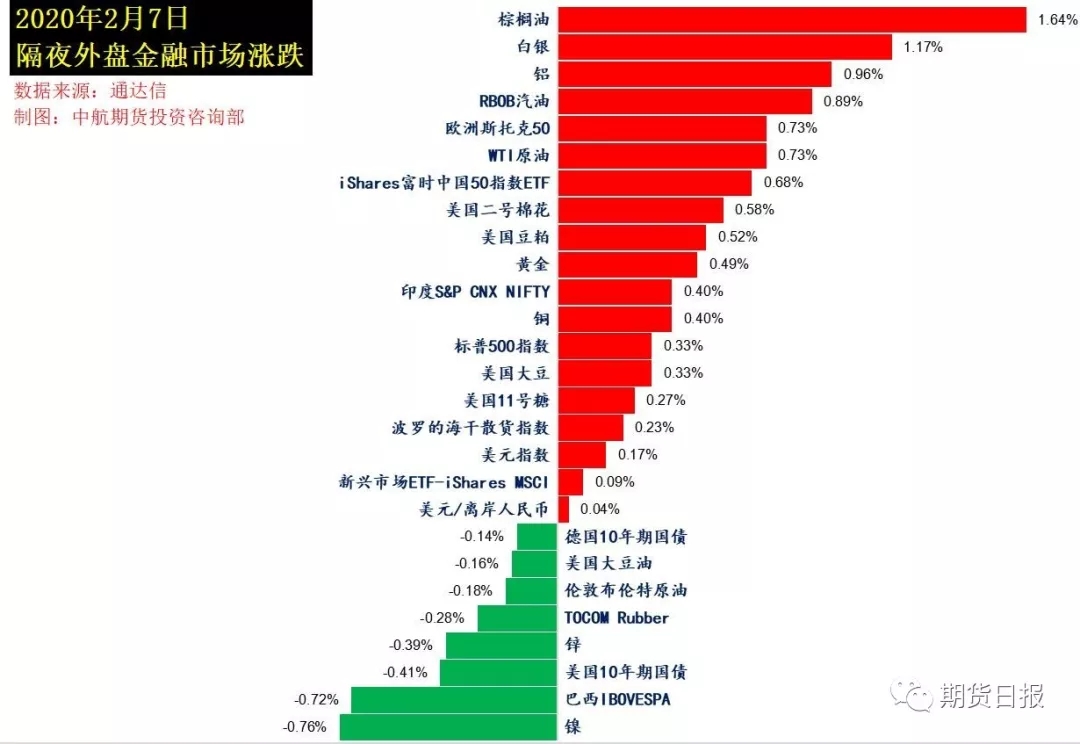 2020年2月7日
隔夜外盘金融市场涨跌
数据来源：通达信
制图：中航期货投资咨询部
棕榈油 1.64%
白银 1.17%
铝 0.96%
RBOB汽油 0.89%
欧洲斯托克50 0.73%
WTI原油 0.73%
iShares富时中国50指数ETF 0.68%
美国二号棉花 0.58%
美国豆粕 0.52%
黄金 0.49%
印度S&P CNX NIFTY 0.40%
铜 0.40%
标普500指数 0.33%
美国大豆 0.33%
美国11号糖 0.27%
波罗的海干散货指数 0.23%
美元指数 0.17%
新兴市场ETF-iShares MSCI 0.09%
美元/离岸人民币 0.04%
-0.14% 德国10年期国债
-0.16% 美国大豆油
-0.18% 伦敦布伦特原油
-0.28% TOCOM Rubber
-0.39% 锌
-0.41% 美国10年期国债
-0.72% 巴西IBOVESPA
-0.76% 镍
期货日报